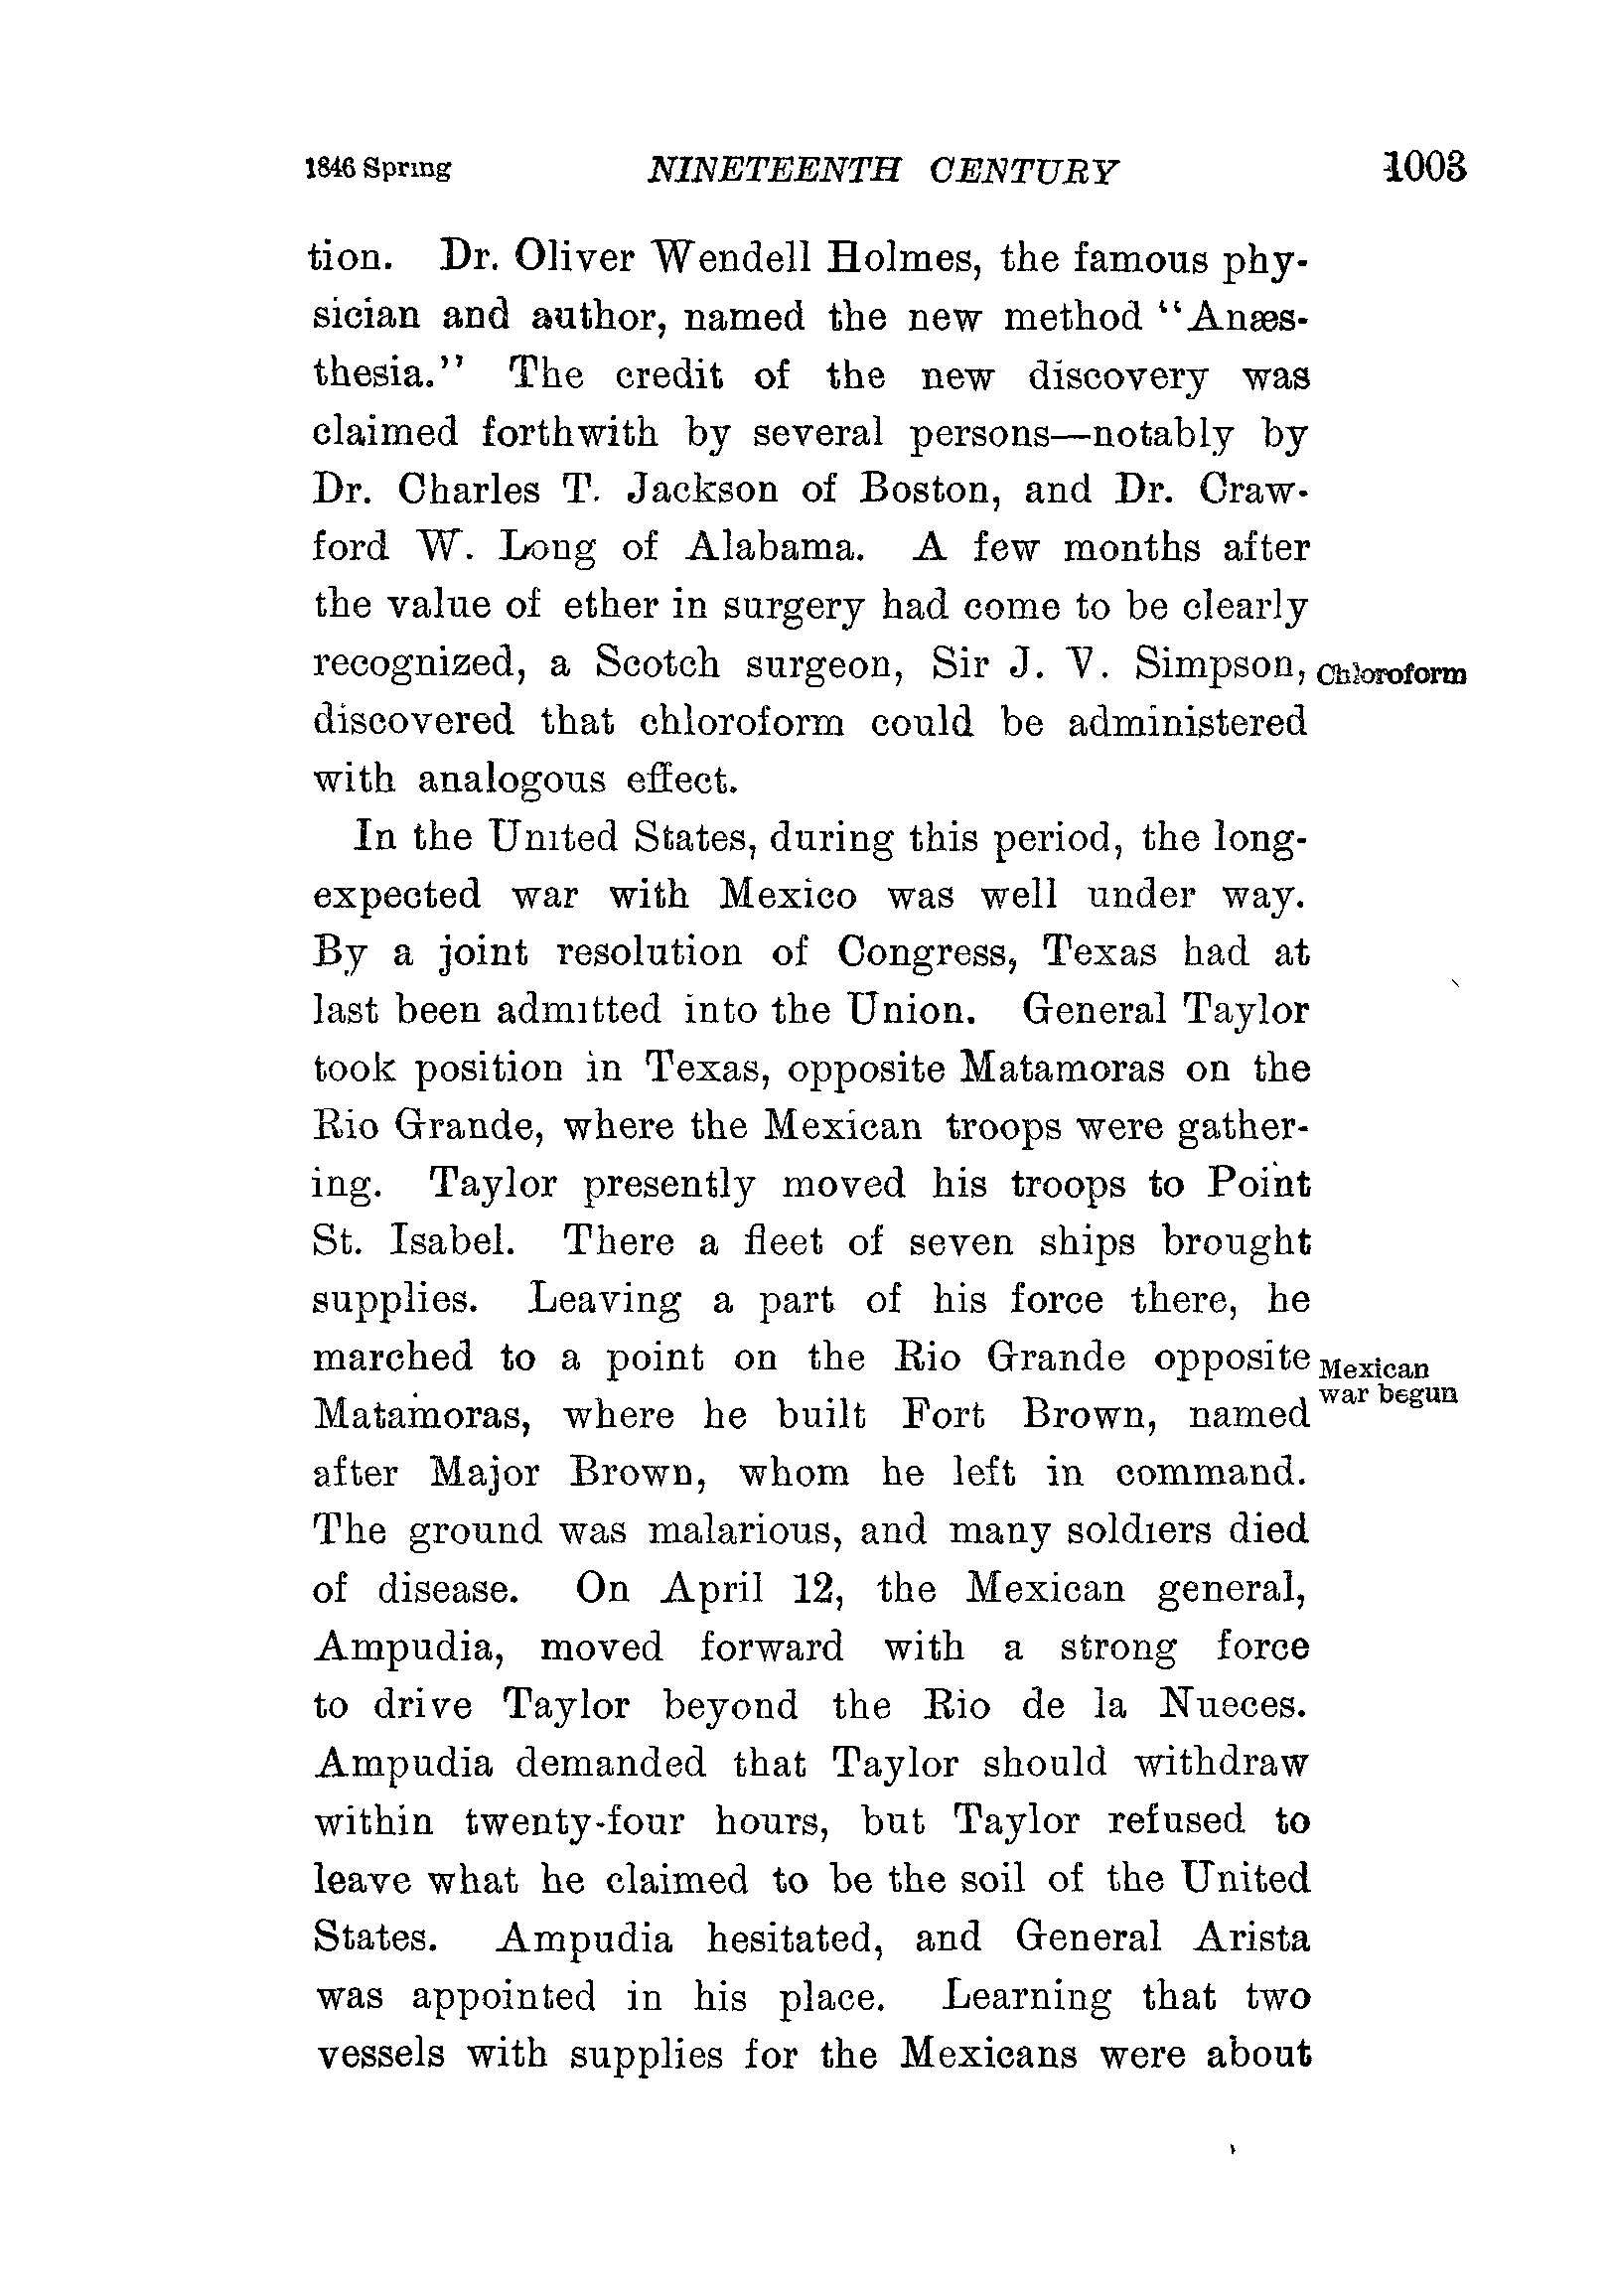 1846 Spring NINETEENTH CENTURY 1003
tion. Dr. Oliver Wendell Holmes, the famous phy-
sician and author, named the new method "Anæs-
thesia." The credit of the new discovery was
claimed forthwith by several persons—notably by
Dr. Charles T. Jackson of Boston, and Dr. Craw-
ford W. Long of Alabama. A few months after
the value of ether in surgery had come to be clearly
recognized, a Scotch surgeon, Sir J. V. Simpson,
Chloroform
discovered that chloroform could be administered
with analogous effect.
In the United States, during this period, the long-
expected war with Mexico was well under way.
By a joint resolution of Congress, Texas had at
last been admitted into the Union. General Taylor
took position in Texas, opposite Matamoras on the
Rio Grande, where the Mexican troops were gather-
ing. Taylor presently moved his troops to Point
St. Isabel. There a fleet of seven ships brought
supplies. Leaving a part of his force there, he
marched to a point on the Rio Grande opposite
Mexican
war begun
Matamoras, where he built Fort Brown, named
after Major Brown, whom he left in command.
The ground was malarious, and many soldiers died
of disease. On April 12, the Mexican general,
Ampudia, moved forward with a strong force
to drive Taylor beyond the Rio de la Nueces.
Ampudia demanded that Taylor should withdraw
within twenty-four hours, but Taylor refused to
leave what he claimed to be the soil of the United
States. Ampudia hesitated, and General Arista
was appointed in his place. Learning that two
vessels with supplies for the Mexicans were about